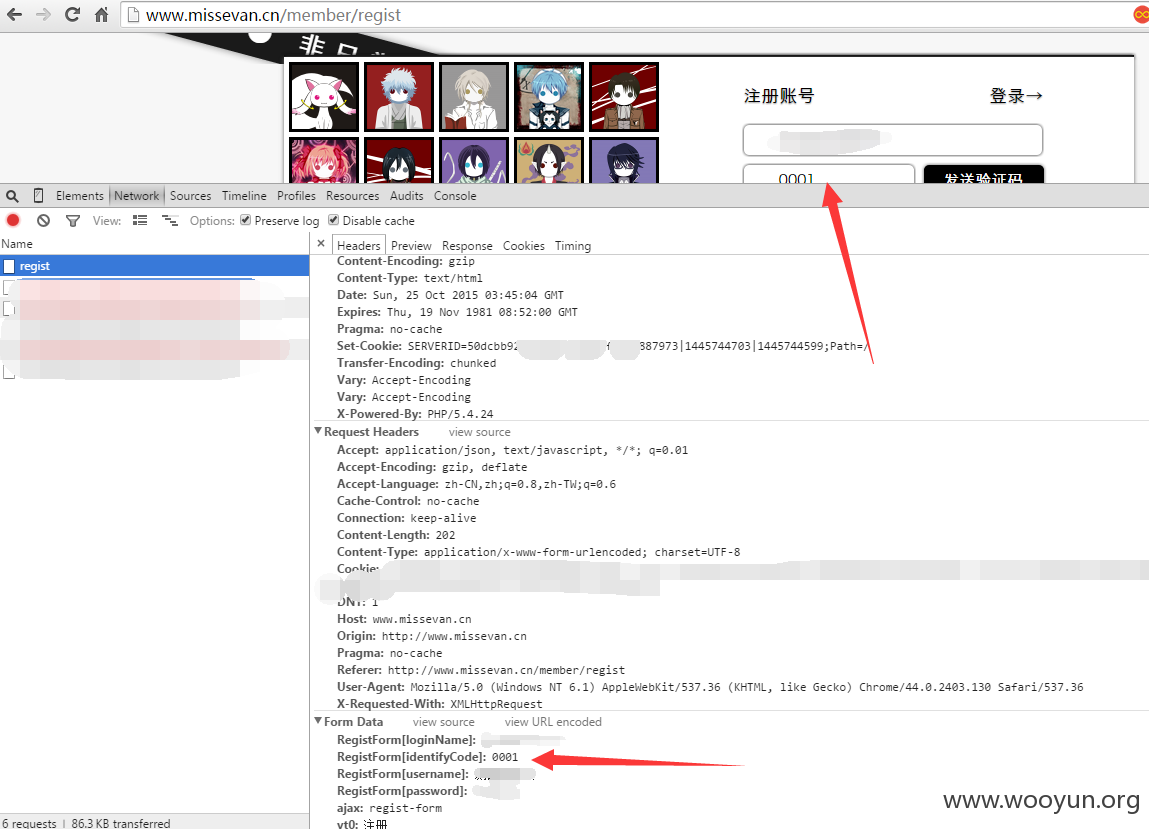 www.missevan.cn/member/regist
注册账号
登录→
0001
发送验证码
Elements Network Sources Timeline Profiles Resources Audits Console
View: Options: Preserve log Disable cache
Name
× Headers Preview Response Cookies Timing
regist
Content-Encoding: gzip
Content-Type: text/html
Date: Sun, 25 Oct 2015 03:45:04 GMT
Expires: Thu, 19 Nov 1981 08:52:00 GMT
Pragma: no-cache
Set-Cookie: SERVERID=50dcbb92 887973|1445744703|1445744599;Path=/
Transfer-Encoding: chunked
Vary: Accept-Encoding
Vary: Accept-Encoding
X-Powered-By: PHP/5.4.24
Request Headers view source
Accept: application/json, text/javascript, */*; q=0.01
Accept-Encoding: gzip, deflate
Accept-Language: zh-CN,zh;q=0.8,zh-TW;q=0.6
Cache-Control: no-cache
Connection: keep-alive
Content-Length: 202
Content-Type: application/x-www-form-urlencoded; charset=UTF-8
Cookie:
DNT: 1
Host: www.missevan.cn
Origin: http://www.missevan.cn
Pragma: no-cache
Referer: http://www.missevan.cn/member/regist
User-Agent: Mozilla/5.0 (Windows NT 6.1) AppleWebKit/537.36 (KHTML, like Gecko) Chrome/44.0.2403.130 Safari/537.36
X-Requested-With: XMLHttpRequest
Form Data view source view URL encoded
RegistForm[loginName]:
RegistForm[identifyCode]: 0001
RegistForm[username]:
RegistForm[password]:
ajax: regist-form
yt0: 注册
6 requests | 86.3 KB transferred
www.wooyun.org